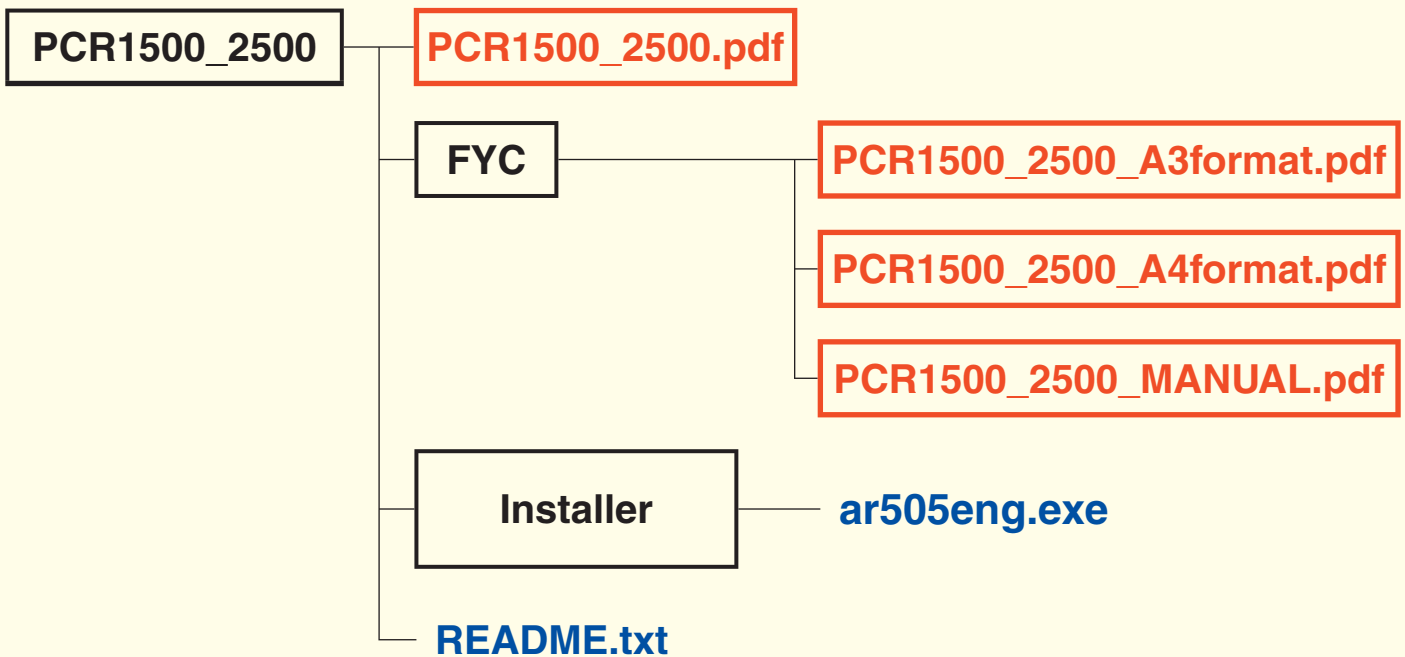 PCR1500_2500
PCR1500_2500.pdf
FYC
PCR1500_2500_A3format.pdf
PCR1500_2500_A4format.pdf
PCR1500_2500_MANUAL.pdf
Installer
ar505eng.exe
README.txt